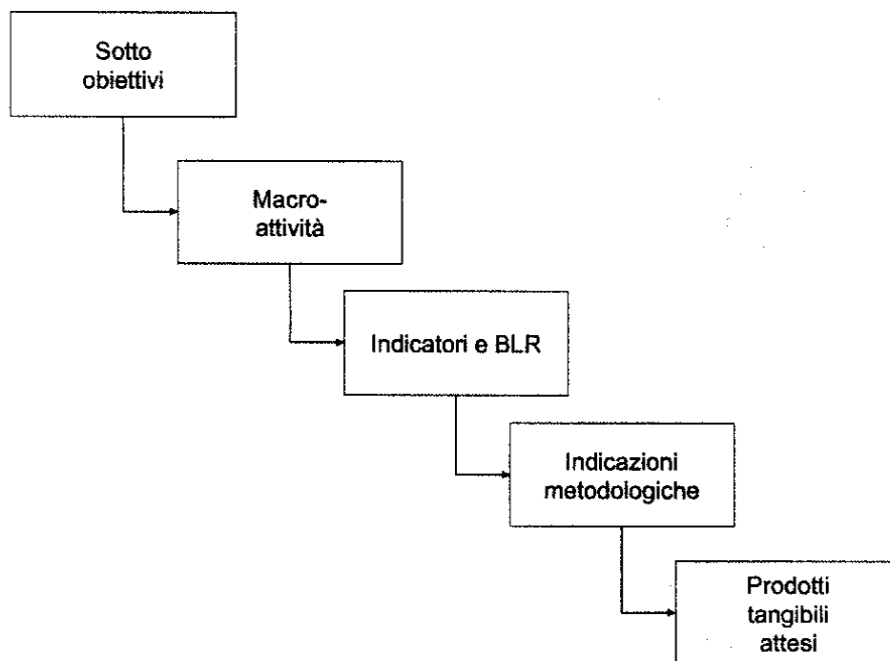 Sotto
obiettivi
Macro-
attività
Indicatori e BLR
Indicazioni
metodologiche
Prodotti
tangibili
attesi